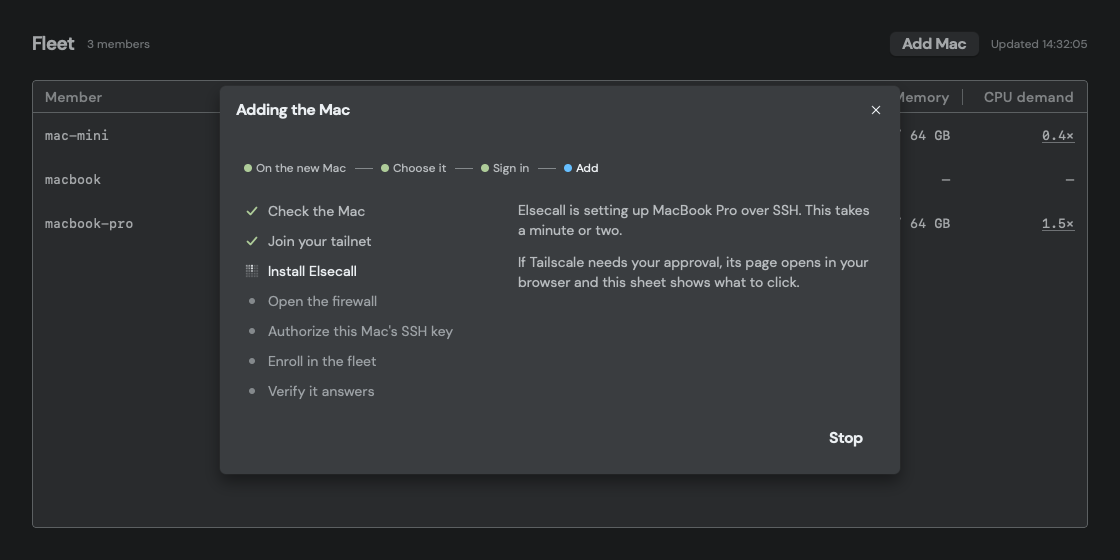 Fleet 3 members Add Mac Updated 14:32:05
Member Memory CPU demand
Adding the Mac
mac-mini 64 GB 0.4×
On the new Mac — Choose it — Sign in — Add
macbook — —
Check the Mac
Join your tailnet
Install Elsecall
Open the firewall
Authorize this Mac's SSH key
Enroll in the fleet
Verify it answers
Elsecall is setting up MacBook Pro over SSH. This takes
a minute or two.
If Tailscale needs your approval, its page opens in your
browser and this sheet shows what to click.
macbook-pro 64 GB 1.5×
Stop